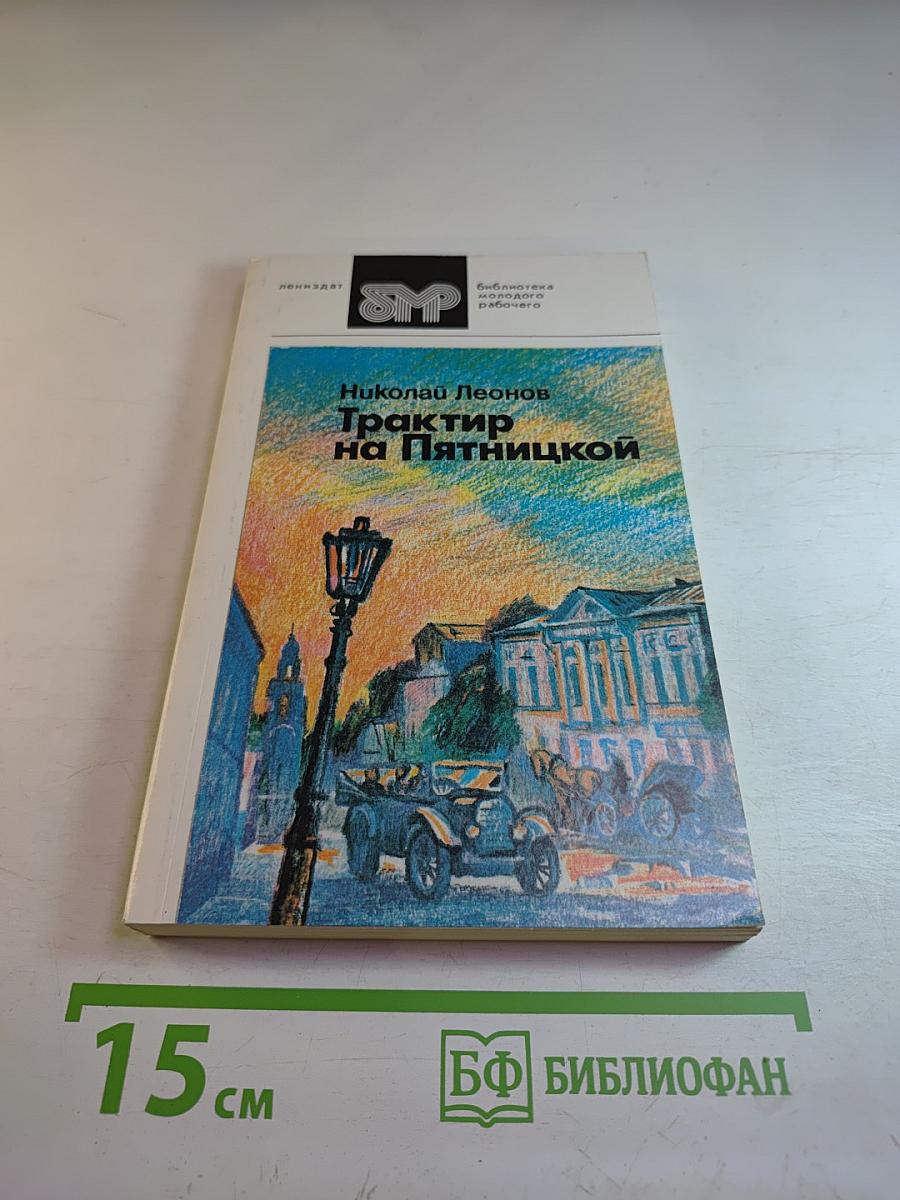 лениздат
бмр
библиотека
молодого
рабочего
Николай Леонов
Трактир
на Пятницкой
15 см
БФ БИБЛИОФАН